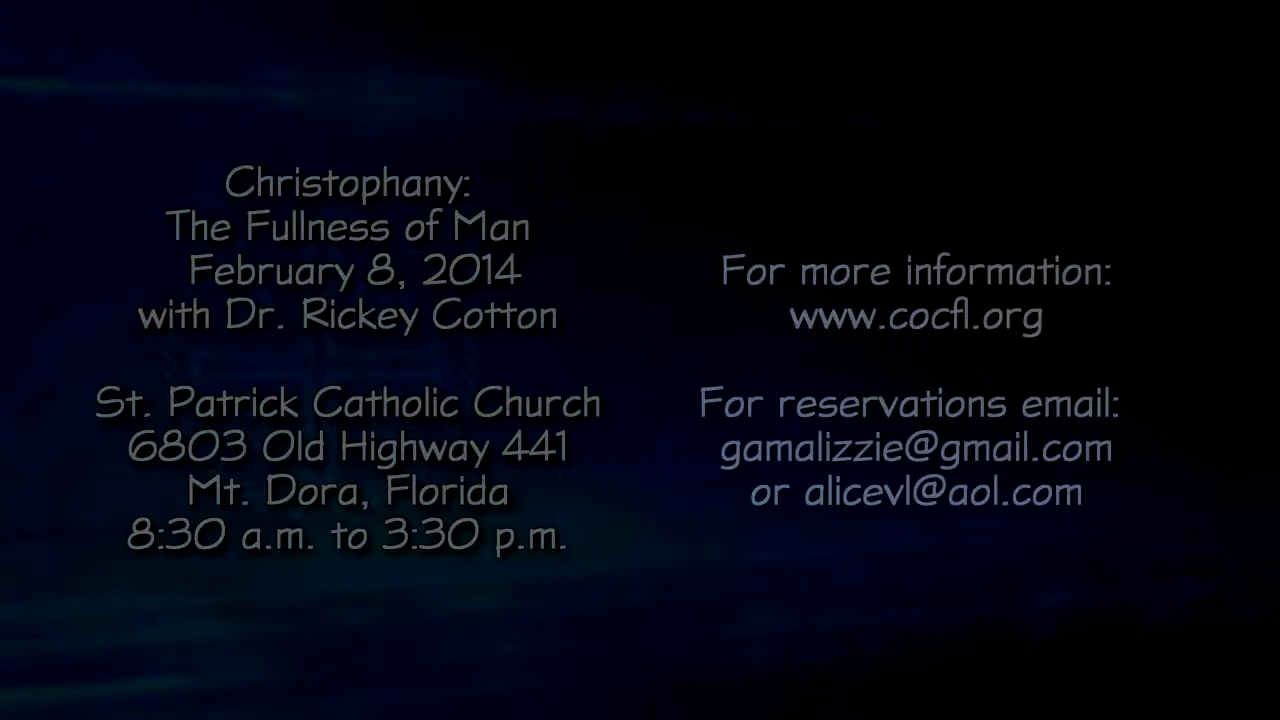 Christophany:
The Fullness of Man
February 8, 2014
with Dr. Rickey Cotton
St. Patrick Catholic Church
6803 Old Highway 441
Mt. Dora, Florida
8:30 a.m. to 3:30 p.m.
For more information:
www.cocfl.org
For reservations email:
gamalizzie@gmail.com
or alicevl@aol.com